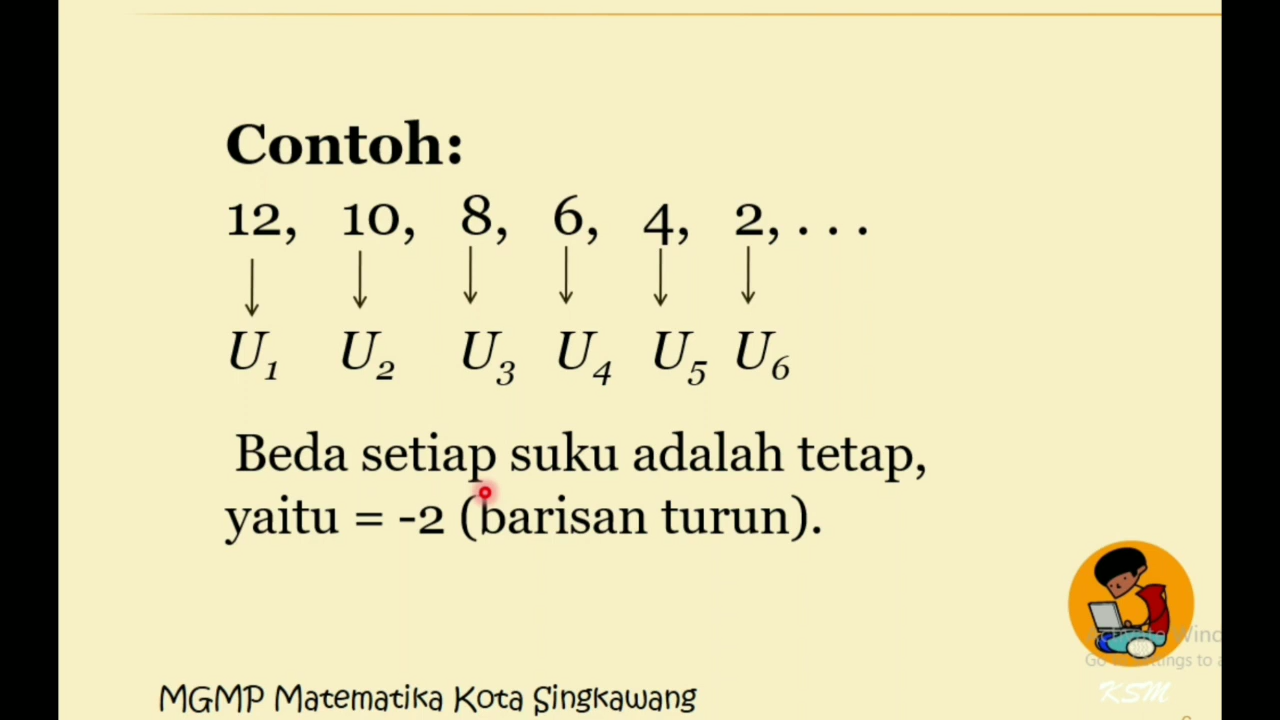 Contoh:
12, 10, 8, 6, 4, 2, . . .
U1 U2 U3 U4 U5 U6
Beda setiap suku adalah tetap,
yaitu = -2 (barisan turun).
KSM
MGMP Matematika Kota Singkawang